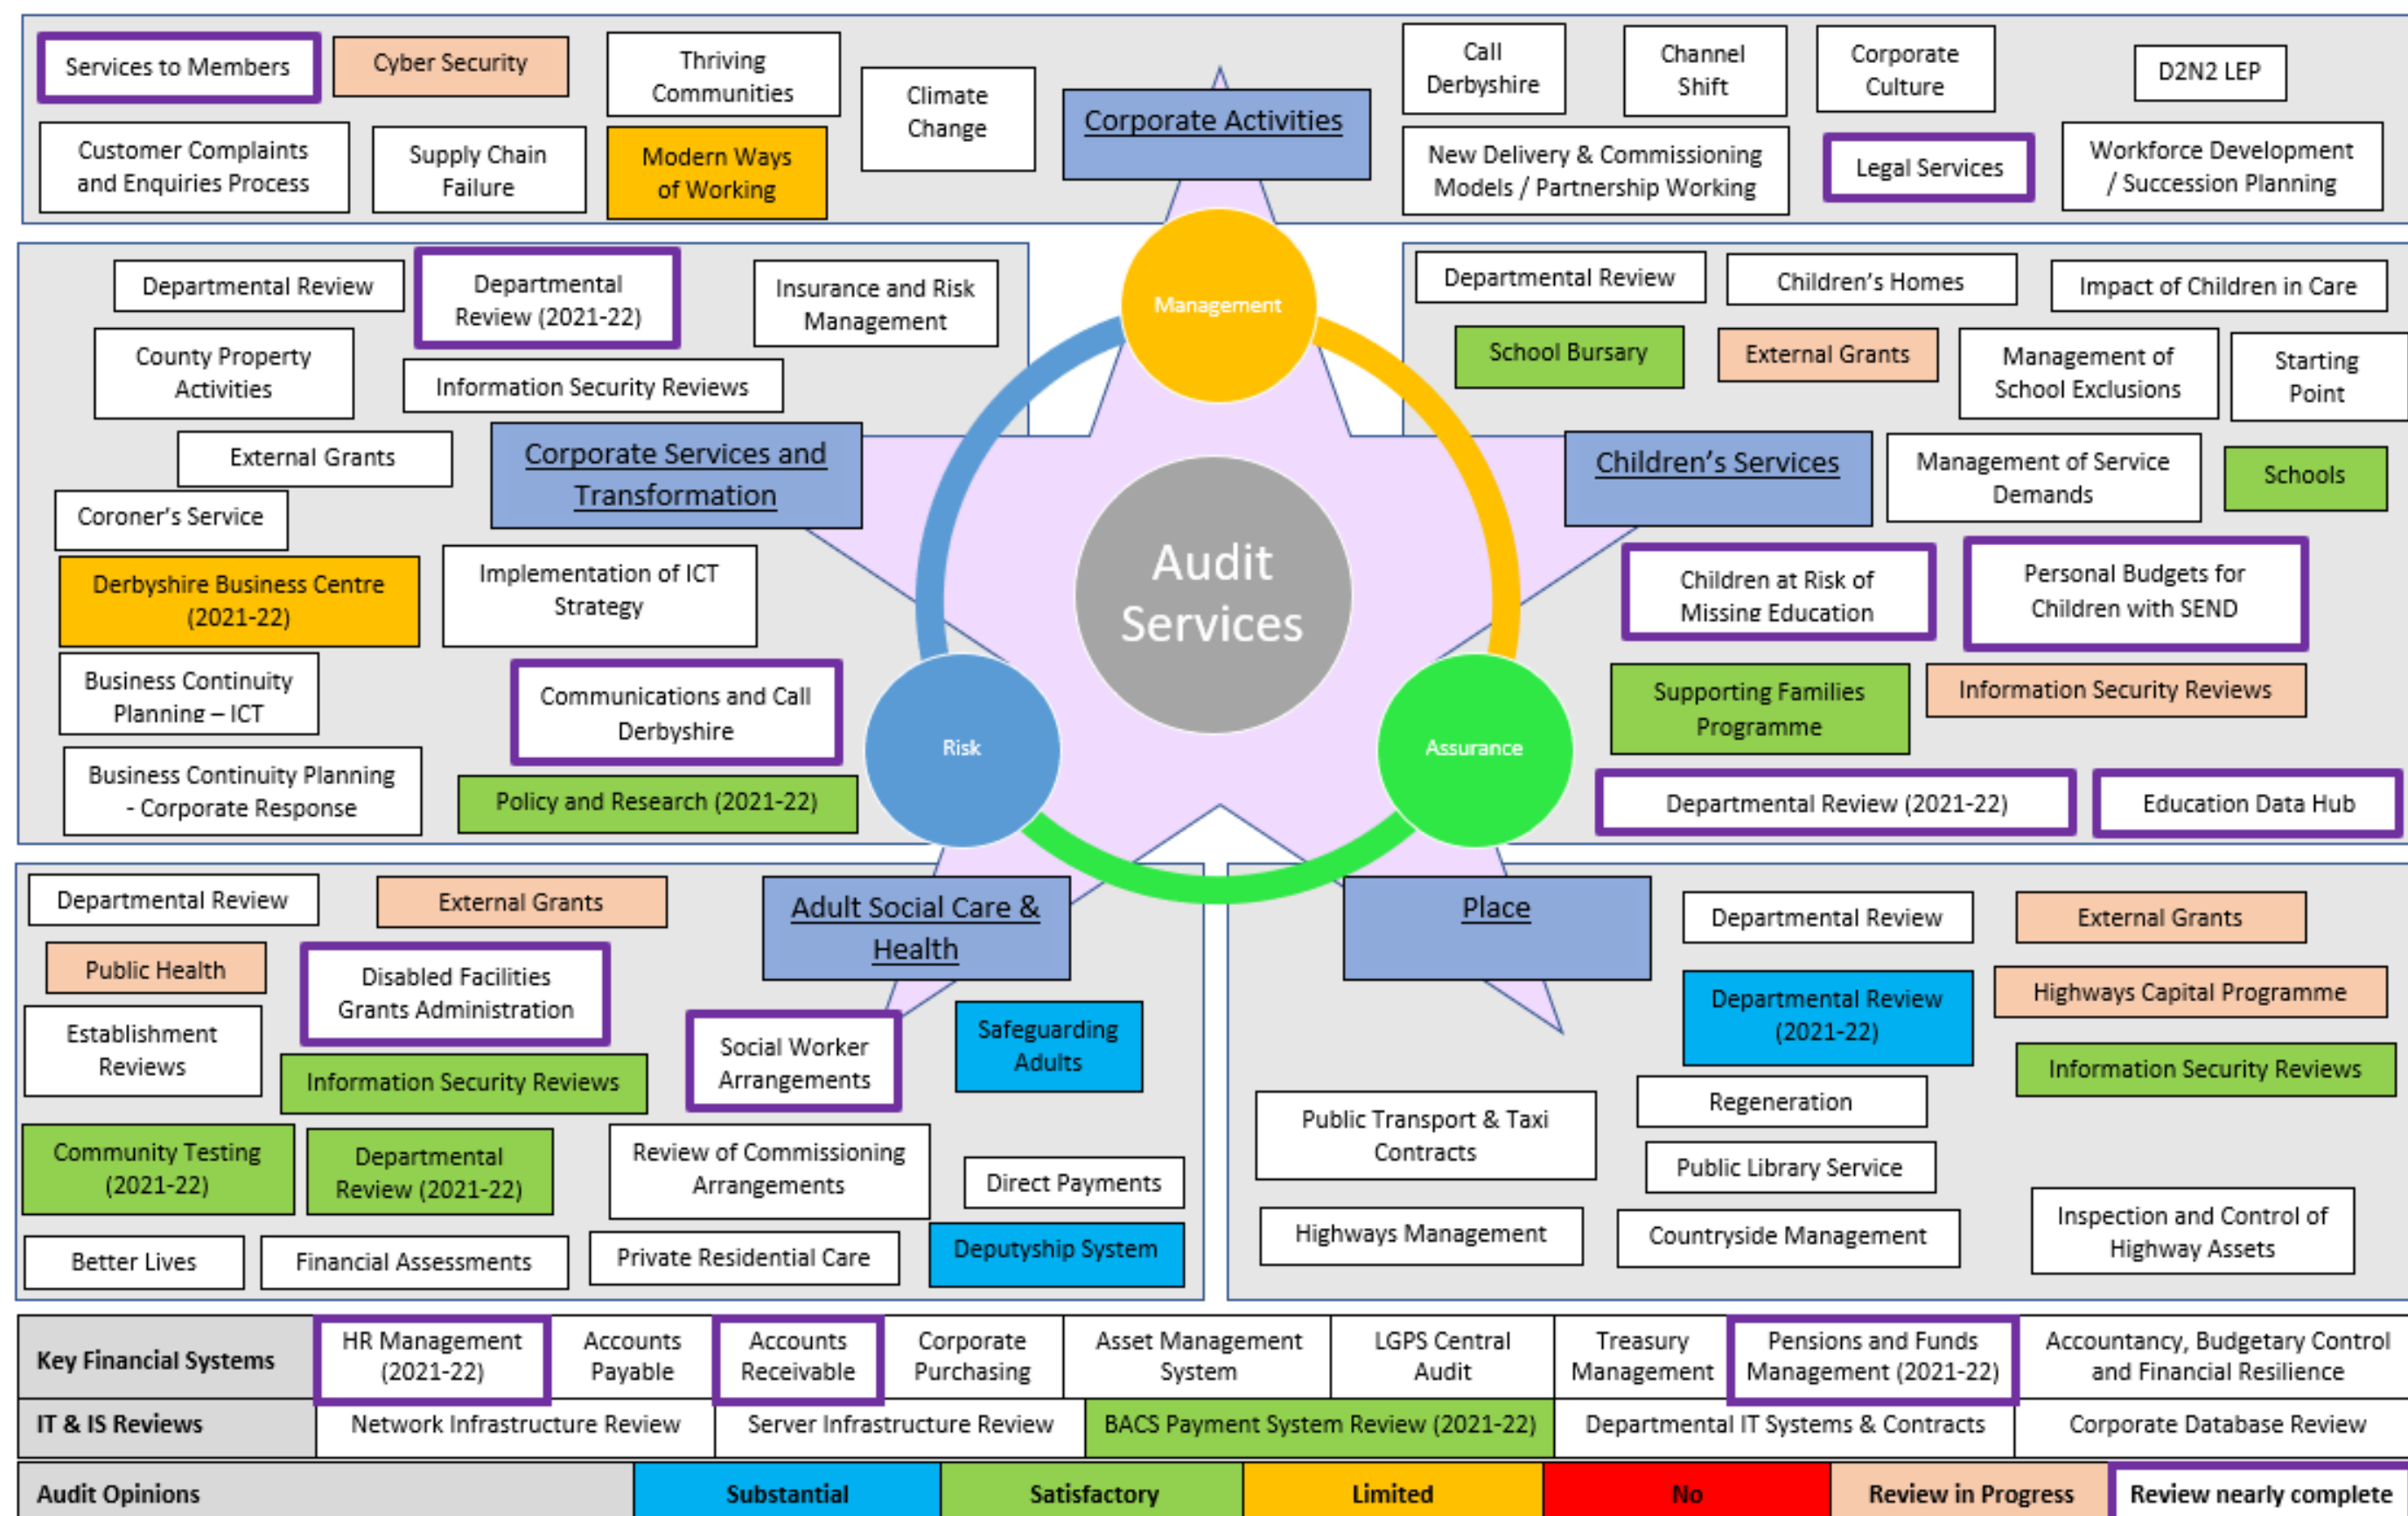 Services to Members
Cyber Security
Thriving
Communities
Climate
Change
Corporate Activities
Call
Derbyshire
Channel
Shift
Corporate
Culture
D2N2 LEP
Customer Complaints
and Enquiries Process
Supply Chain
Failure
Modern Ways
of Working
New Delivery & Commissioning
Models / Partnership Working
Legal Services
Workforce Development
/ Succession Planning
Departmental Review
Departmental
Review (2021-22)
Insurance and Risk
Management
County Property
Activities
Information Security Reviews
External Grants
Corporate Services and
Transformation
Coroner's Service
Derbyshire Business Centre
(2021-22)
Implementation of ICT
Strategy
Business Continuity
Planning – ICT
Communications and Call
Derbyshire
Business Continuity Planning
- Corporate Response
Policy and Research (2021-22)
Management
Audit
Services
Risk
Assurance
Departmental Review
Children's Homes
Impact of Children in Care
School Bursary
External Grants
Management of
School Exclusions
Starting
Point
Children's Services
Management of Service
Demands
Schools
Children at Risk of
Missing Education
Personal Budgets for
Children with SEND
Supporting Families
Programme
Information Security Reviews
Departmental Review (2021-22)
Education Data Hub
Departmental Review
External Grants
Adult Social Care &
Health
Public Health
Disabled Facilities
Grants Administration
Establishment
Reviews
Information Security Reviews
Social Worker
Arrangements
Safeguarding
Adults
Community Testing
(2021-22)
Departmental
Review (2021-22)
Review of Commissioning
Arrangements
Direct Payments
Better Lives
Financial Assessments
Private Residential Care
Deputyship System
Place
Departmental Review
External Grants
Departmental Review
(2021-22)
Highways Capital Programme
Information Security Reviews
Public Transport & Taxi
Contracts
Regeneration
Public Library Service
Highways Management
Countryside Management
Inspection and Control of
Highway Assets
Key Financial Systems
HR Management
(2021-22)
Accounts
Payable
Accounts
Receivable
Corporate
Purchasing
Asset Management
System
LGPS Central
Audit
Treasury
Management
Pensions and Funds
Management (2021-22)
Accountancy, Budgetary Control
and Financial Resilience
IT & IS Reviews
Network Infrastructure Review
Server Infrastructure Review
BACS Payment System Review (2021-22)
Departmental IT Systems & Contracts
Corporate Database Review
Audit Opinions
Substantial
Satisfactory
Limited
No
Review in Progress
Review nearly complete